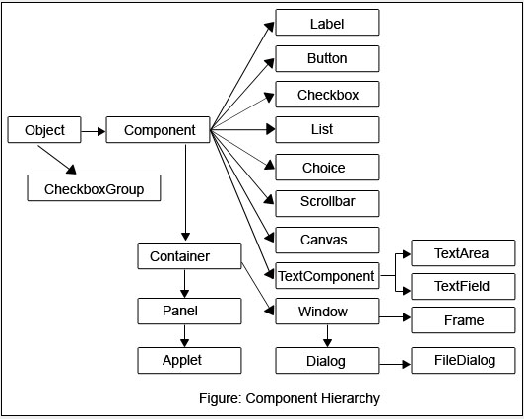 Label
Button
Checkbox
Object
Component
List
Choice
CheckboxGroup
Scrollbar
Canvas
Container
TextComponent
TextArea
TextField
Panel
Window
Frame
Applet
Dialog
FileDialog
Figure: Component Hierarchy